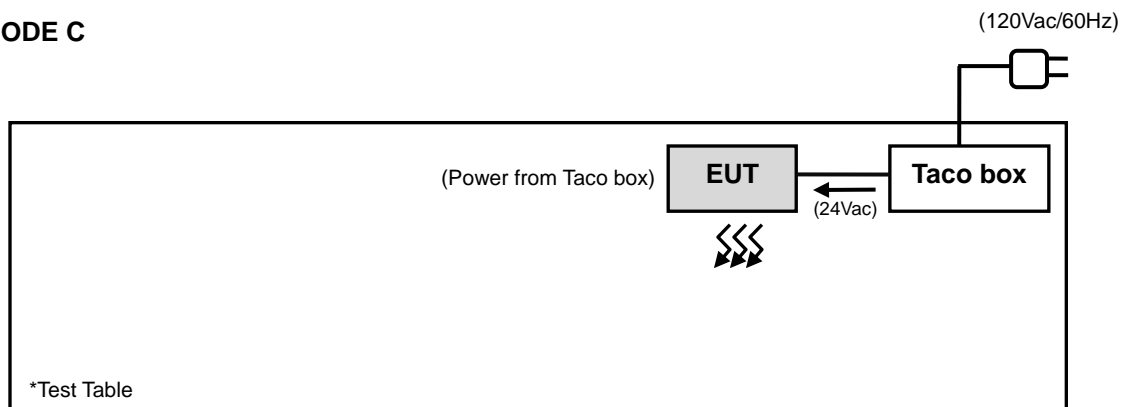 ODE C
(120Vac/60Hz)
(Power from Taco box)
EUT
(24Vac)
Taco box
*Test Table